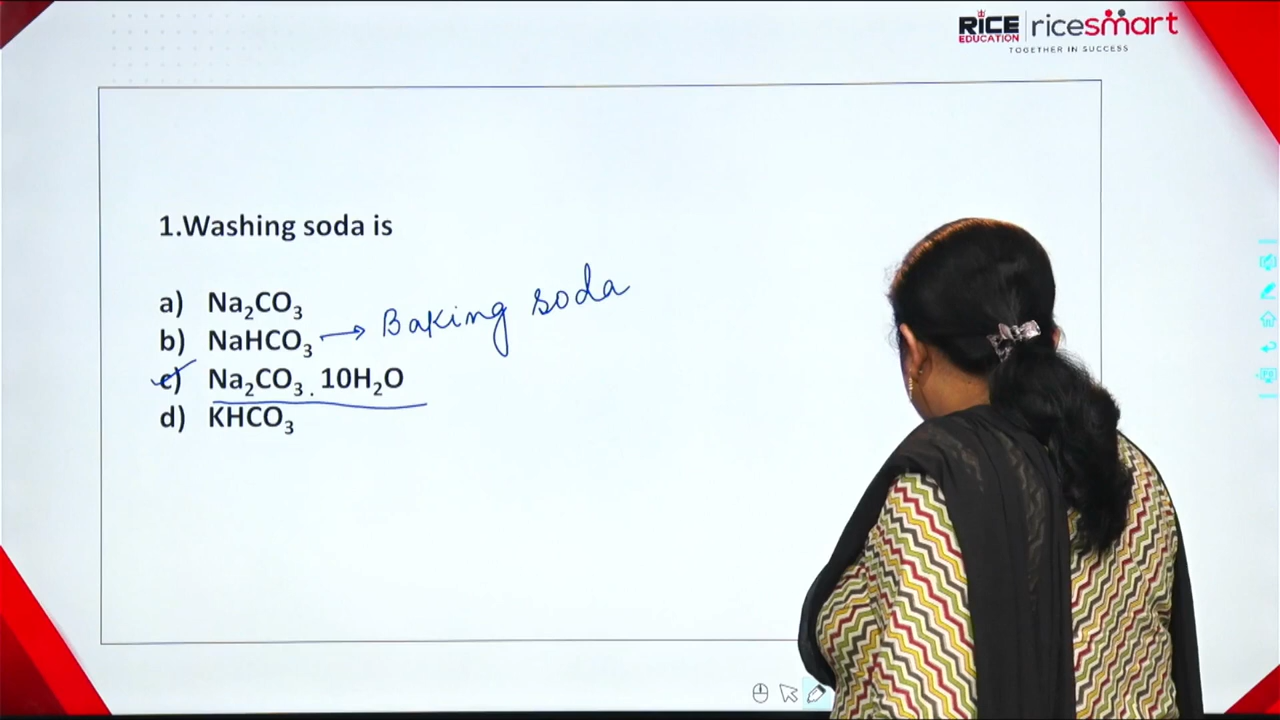 RICE EDUCATION | ricesmart
TOGETHER IN SUCCESS
1.Washing soda is
a) Na₂CO₃
b) NaHCO₃ → Baking soda
c) Na₂CO₃ . 10H₂O
d) KHCO₃